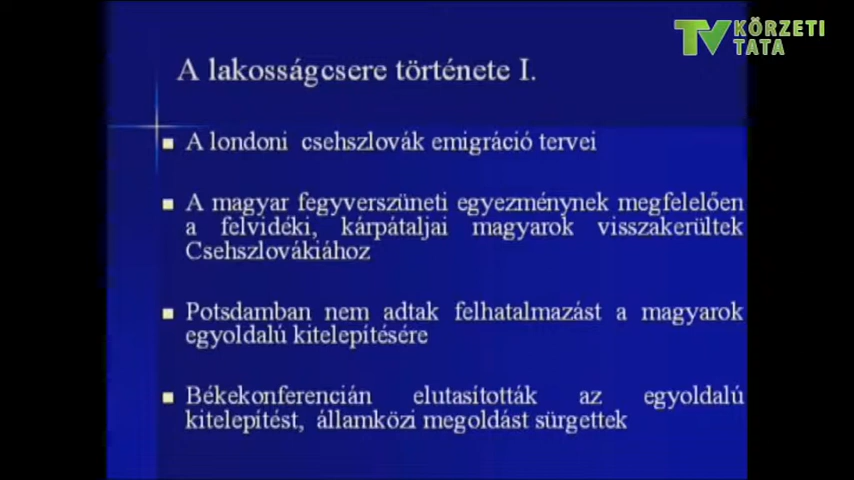 TV KÖRZETI
TATA
A lakosságcsere története I.
A londoni csehszlovák emigráció tervei
A magyar fegyverszüneti egyezménynek megfelelően
a felvidéki, kárpátaljai magyarok visszakerültek
Csehszlovákiához
Potsdamban nem adtak felhatalmazást a magyarok
egyoldalú kitelepítésére
Békekonferencián elutasították az egyoldalú
kitelepítést, államközi megoldást sürgettek